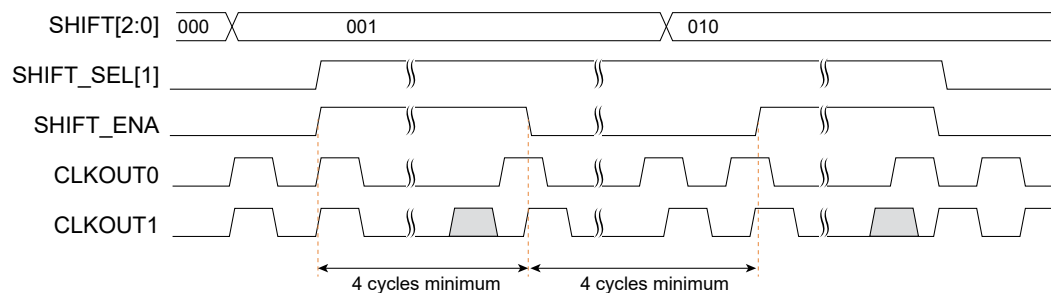 SHIFT[2:0] 000 001 010
SHIFT_SEL[1]
SHIFT_ENA
CLKOUT0
CLKOUT1
4 cycles minimum 4 cycles minimum